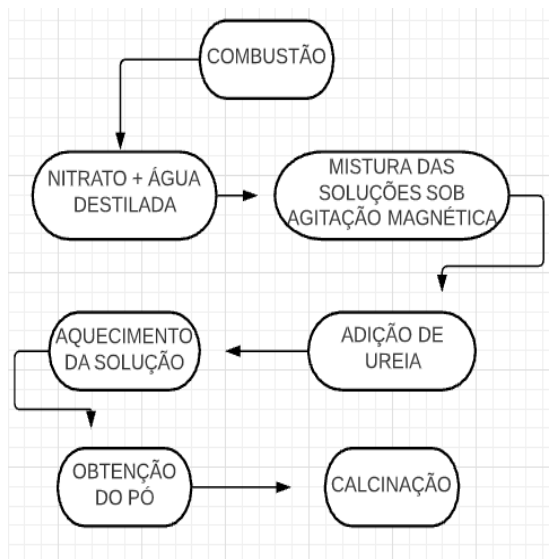 COMBUSTÃO
NITRATO + ÁGUA
DESTILADA
MISTURA DAS
SOLUÇÕES SOB
AGITAÇÃO MAGNÉTICA
ADIÇÃO DE
UREIA
AQUECIMENTO
DA SOLUÇÃO
OBTENÇÃO
DO PÓ
CALCINAÇÃO